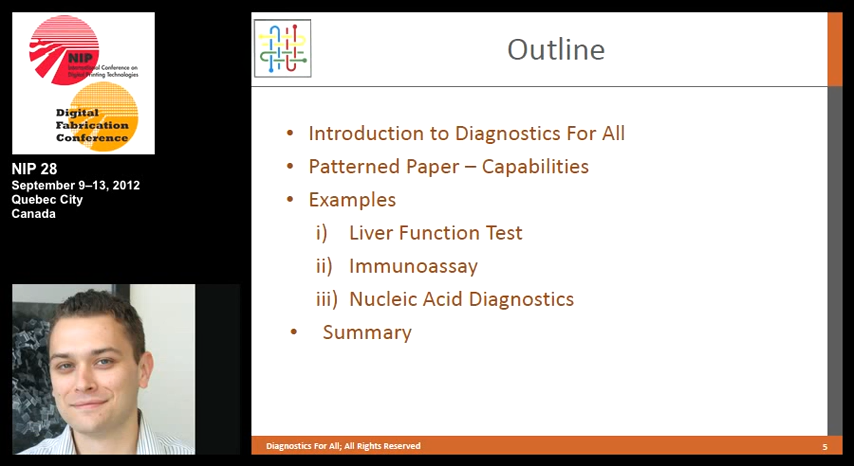 NIP
International Conference on
Digital Printing Technologies
Digital
Fabrication
Conference
NIP 28
September 9–13, 2012
Quebec City
Canada
Outline
• Introduction to Diagnostics For All
• Patterned Paper – Capabilities
• Examples
i) Liver Function Test
ii) Immunoassay
iii) Nucleic Acid Diagnostics
• Summary
Diagnostics For All; All Rights Reserved
5